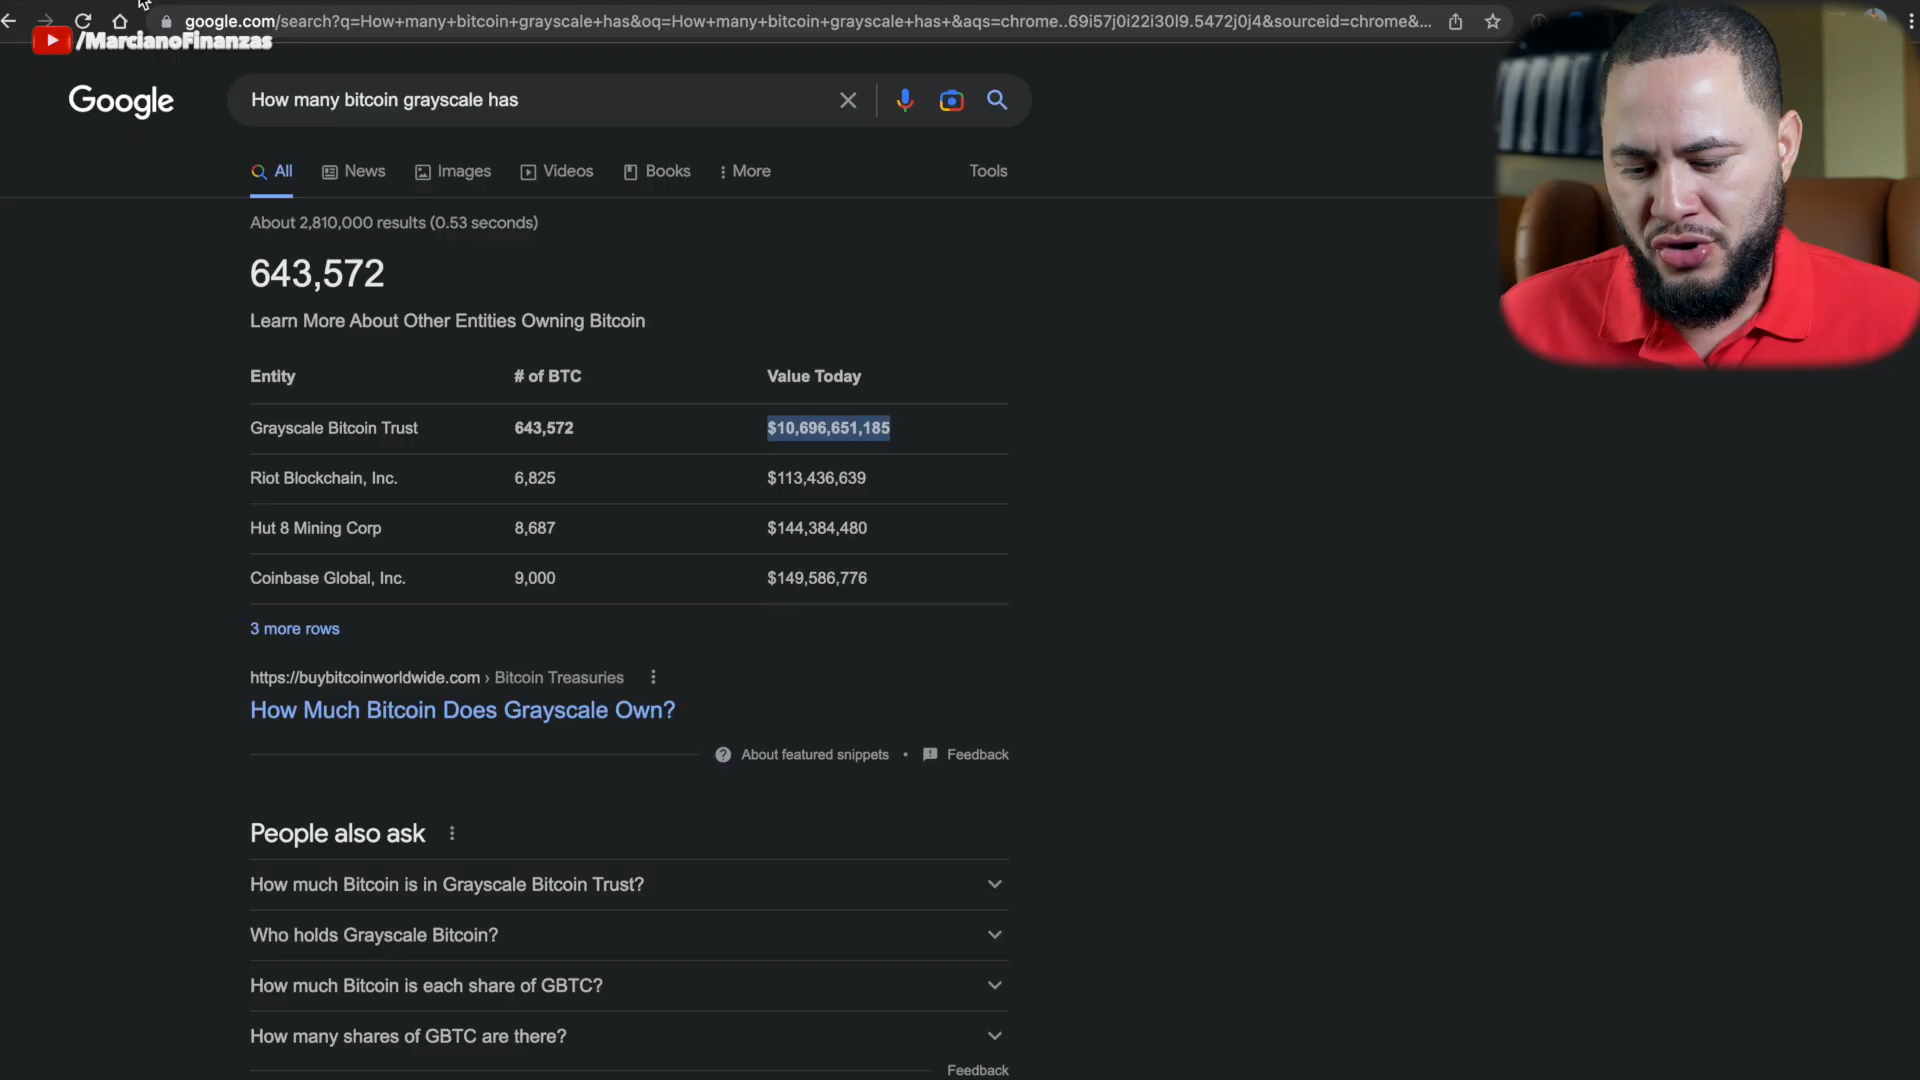 google.com/search?q=How+many+bitcoin+grayscale+has&oq=How+many+bitcoin+grayscale+has+&aqs=chrome..69i57j0i22i30l9.5472j0j4&sourceid=chrome&...
/MarcianoFinanzas
Google
How many bitcoin grayscale has
All News Images Videos Books More Tools
About 2,810,000 results (0.53 seconds)
643,572
Learn More About Other Entities Owning Bitcoin
Entity # of BTC Value Today
Grayscale Bitcoin Trust 643,572 $10,696,651,185
Riot Blockchain, Inc. 6,825 $113,436,639
Hut 8 Mining Corp 8,687 $144,384,480
Coinbase Global, Inc. 9,000 $149,586,776
3 more rows
https://buybitcoinworldwide.com › Bitcoin Treasuries
How Much Bitcoin Does Grayscale Own?
About featured snippets • Feedback
People also ask
How much Bitcoin is in Grayscale Bitcoin Trust?
Who holds Grayscale Bitcoin?
How much Bitcoin is each share of GBTC?
How many shares of GBTC are there?
Feedback